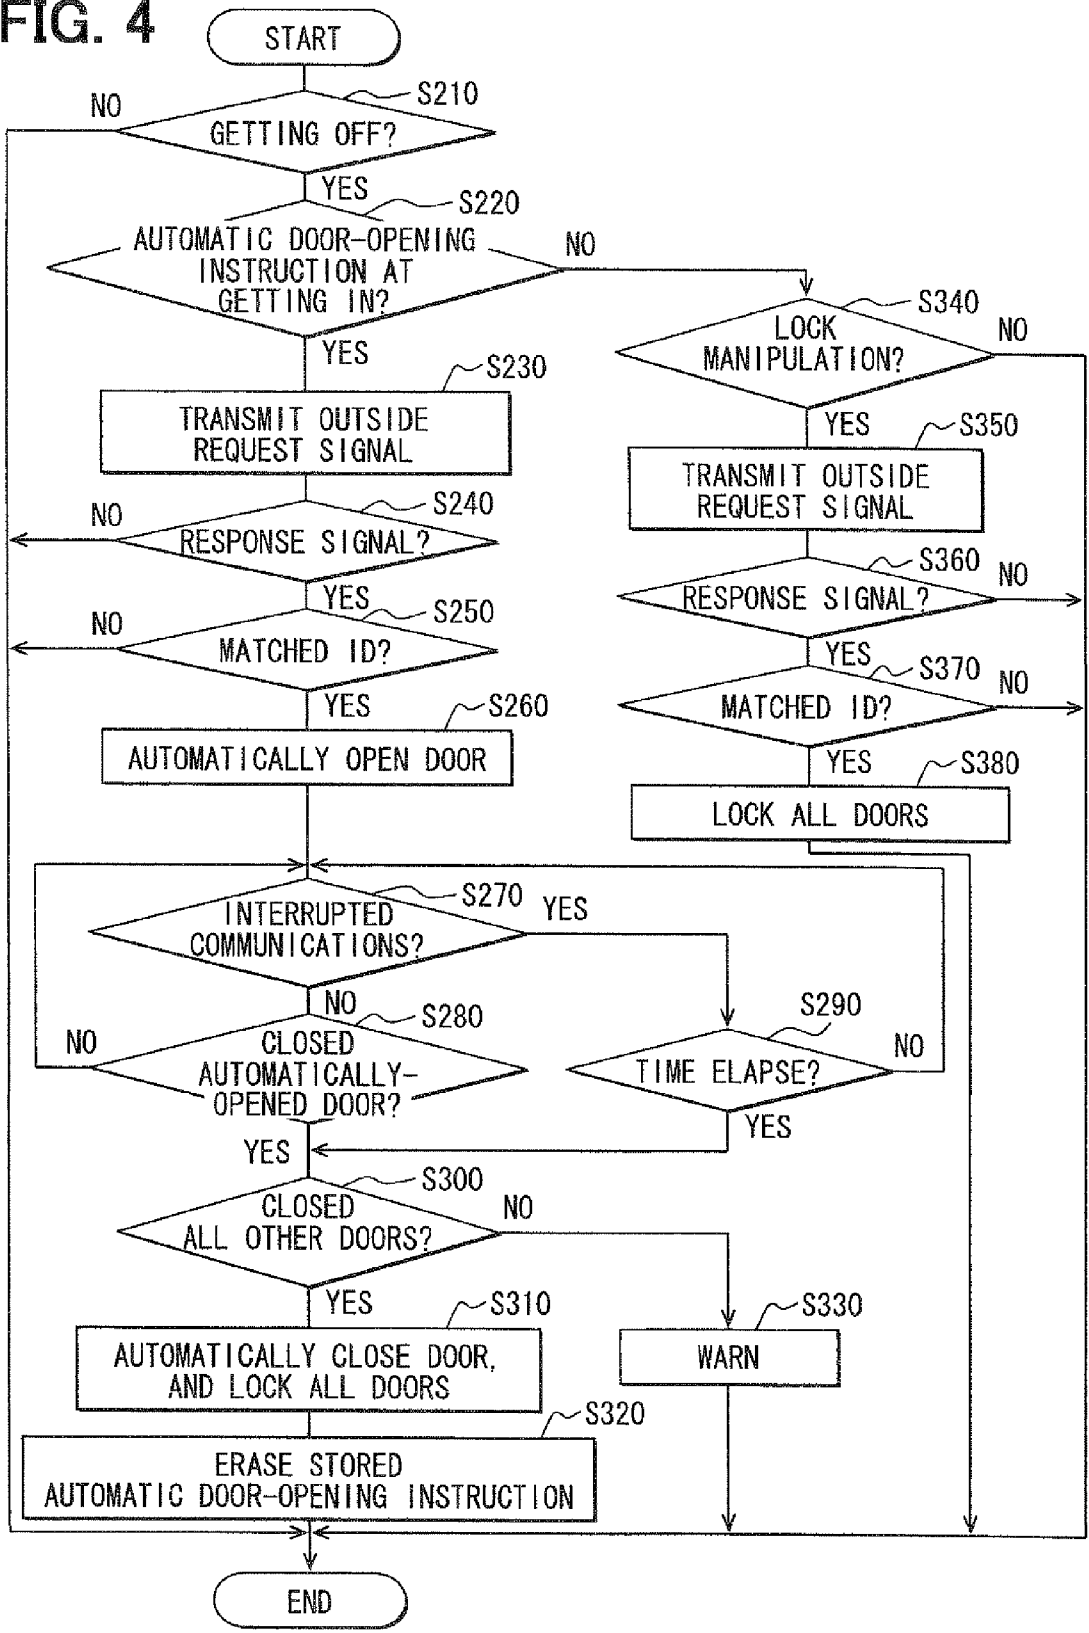 FIG. 4
START
S210
NO
GETTING OFF?
YES
S220
AUTOMATIC DOOR-OPENING
INSTRUCTION AT
GETTING IN?
NO
YES
S340
LOCK
MANIPULATION?
NO
YES
S230
TRANSMIT OUTSIDE
REQUEST SIGNAL
S350
TRANSMIT OUTSIDE
REQUEST SIGNAL
S240
NO
RESPONSE SIGNAL?
YES
S360
RESPONSE SIGNAL?
NO
YES
S250
NO
MATCHED ID?
YES
S370
MATCHED ID?
NO
YES
S260
AUTOMATICALLY OPEN DOOR
S380
LOCK ALL DOORS
S270
INTERRUPTED
COMMUNICATIONS?
YES
NO
S280
NO
CLOSED
AUTOMATICALLY-
OPENED DOOR?
YES
S290
TIME ELAPSE?
NO
YES
S300
CLOSED
ALL OTHER DOORS?
NO
YES
S310
AUTOMATICALLY CLOSE DOOR,
AND LOCK ALL DOORS
S330
WARN
S320
ERASE STORED
AUTOMATIC DOOR-OPENING INSTRUCTION
END